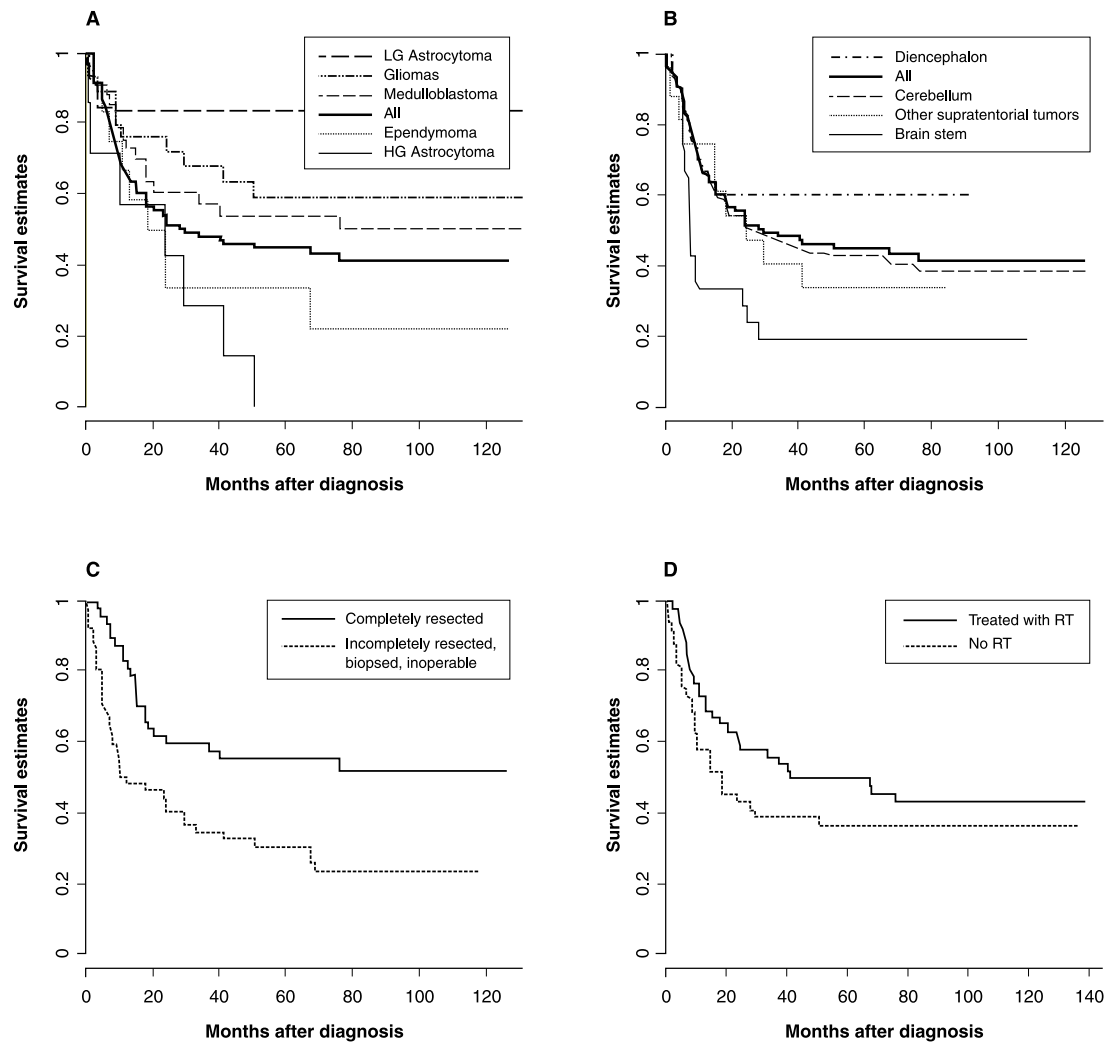 A
LG Astrocytoma
Gliomas
Medulloblastoma
All
Ependymoma
HG Astrocytoma
Survival estimates
1
0.8
0.6
0.4
0.2
0
0 20 40 60 80 100 120
Months after diagnosis
B
Diencephalon
All
Cerebellum
Other supratentorial tumors
Brain stem
Survival estimates
1
0.8
0.6
0.4
0.2
0
0 20 40 60 80 100 120
Months after diagnosis
C
Completely resected
Incompletely resected,
biopsed, inoperable
Survival estimates
1
0.8
0.6
0.4
0.2
0
0 20 40 60 80 100 120
Months after diagnosis
D
Treated with RT
No RT
Survival estimates
1
0.8
0.6
0.4
0.2
0
0 20 40 60 80 100 120 140
Months after diagnosis